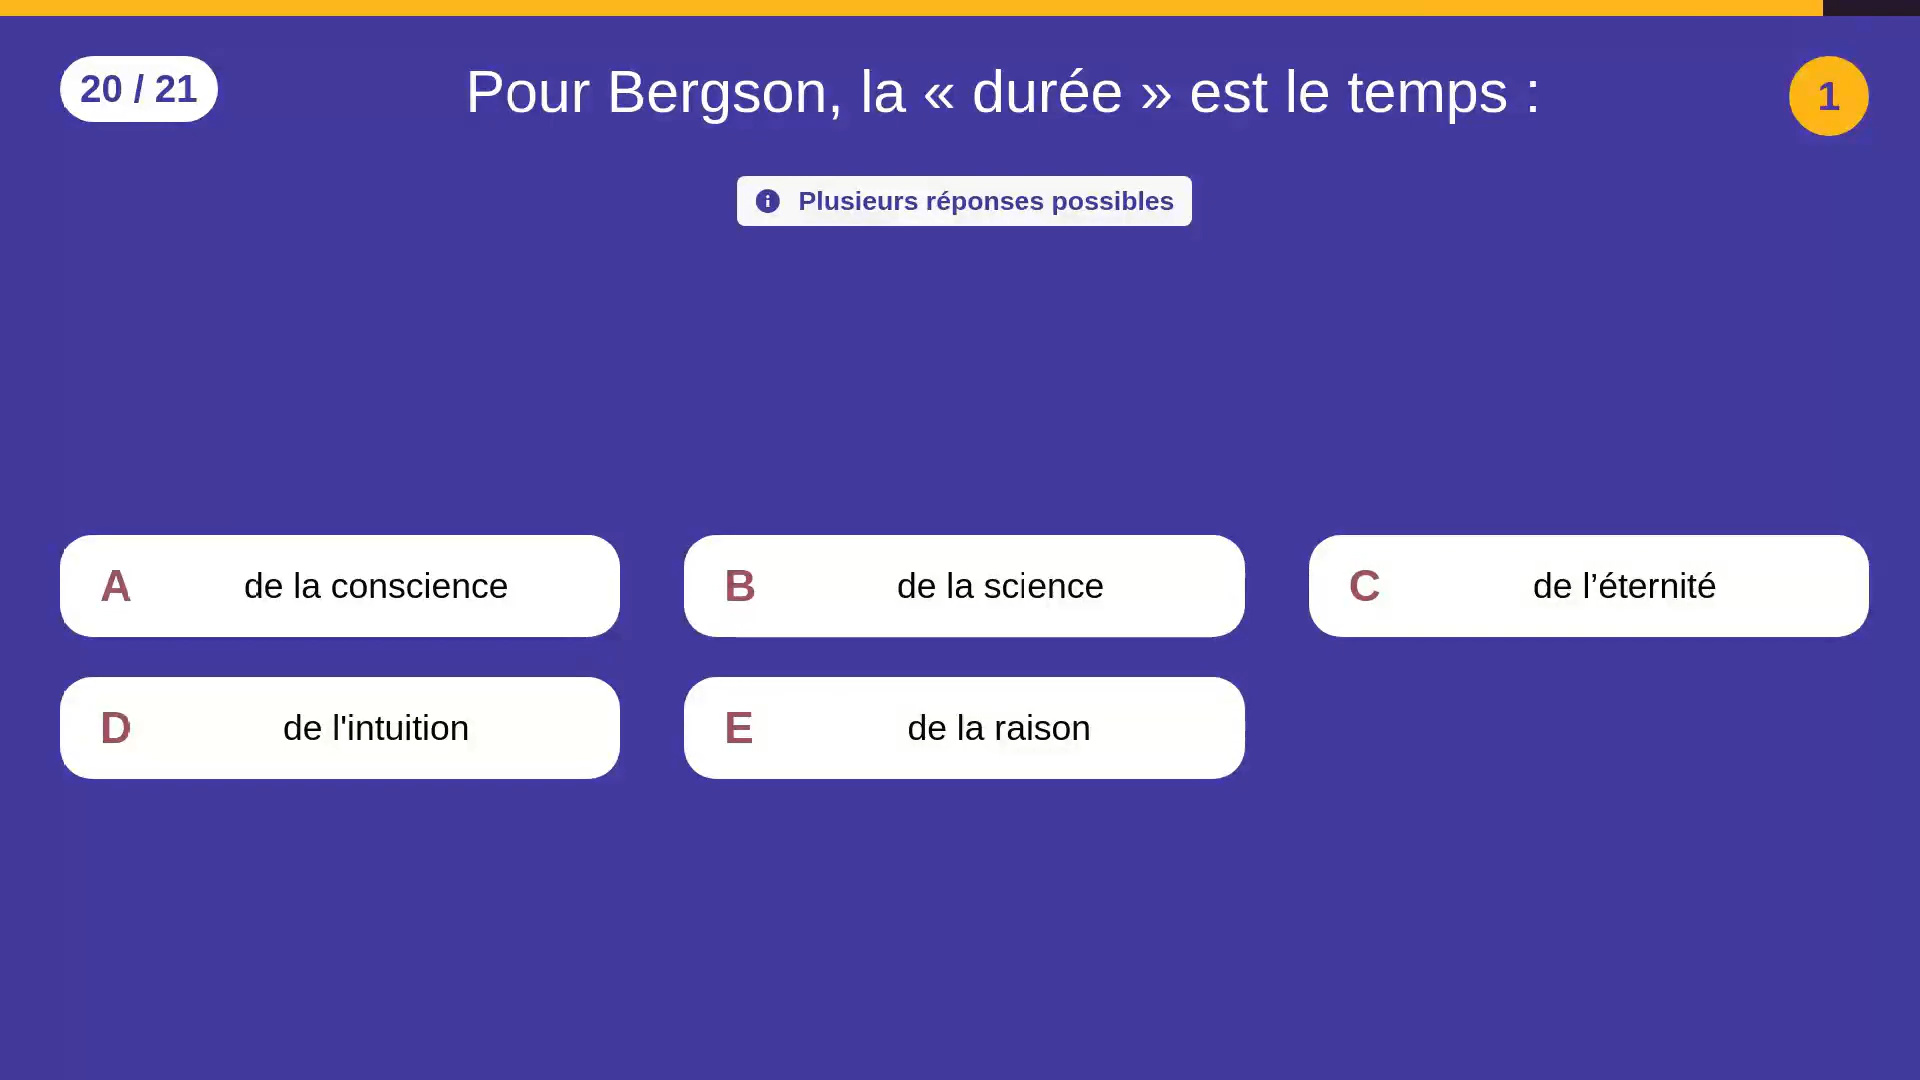 20 / 21
Pour Bergson, la « durée » est le temps :
1
Plusieurs réponses possibles
A de la conscience
B de la science
C de l’éternité
D de l'intuition
E de la raison